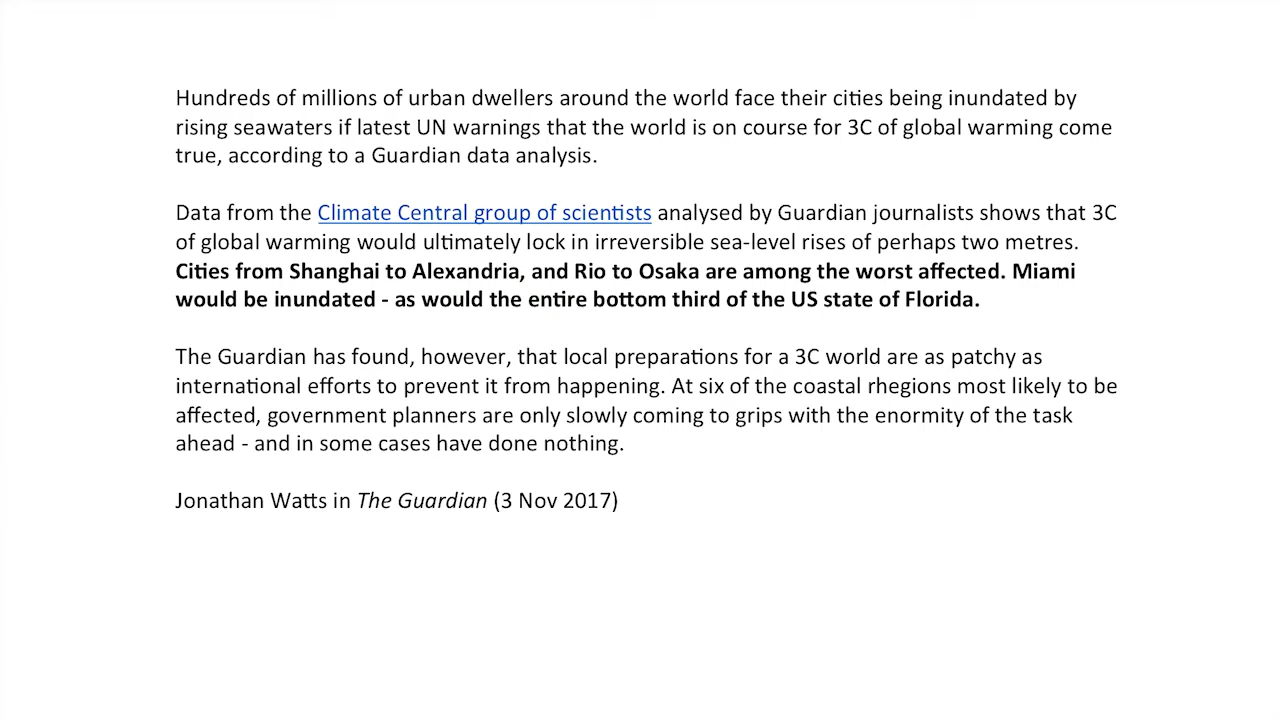 Hundreds of millions of urban dwellers around the world face their cities being inundated by
rising seawaters if latest UN warnings that the world is on course for 3C of global warming come
true, according to a Guardian data analysis.
Data from the Climate Central group of scientists analysed by Guardian journalists shows that 3C
of global warming would ultimately lock in irreversible sea-level rises of perhaps two metres.
Cities from Shanghai to Alexandria, and Rio to Osaka are among the worst affected. Miami
would be inundated - as would the entire bottom third of the US state of Florida.
The Guardian has found, however, that local preparations for a 3C world are as patchy as
international efforts to prevent it from happening. At six of the coastal rhegions most likely to be
affected, government planners are only slowly coming to grips with the enormity of the task
ahead - and in some cases have done nothing.
Jonathan Watts in The Guardian (3 Nov 2017)